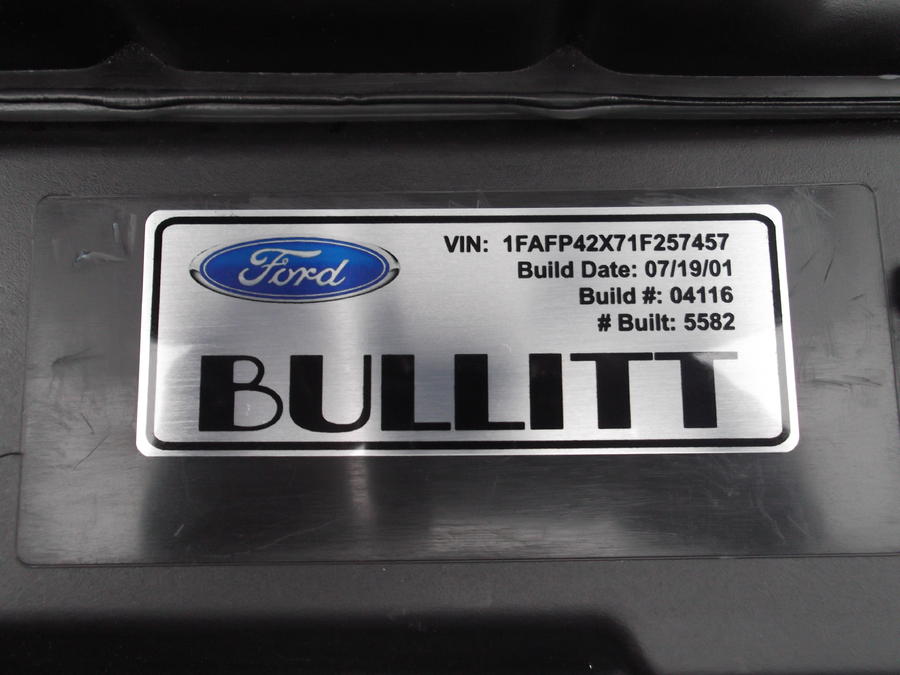 Ford
VIN: 1FAFP42X71F257457
Build Date: 07/19/01
Build #: 04116
# Built: 5582
BULLITT